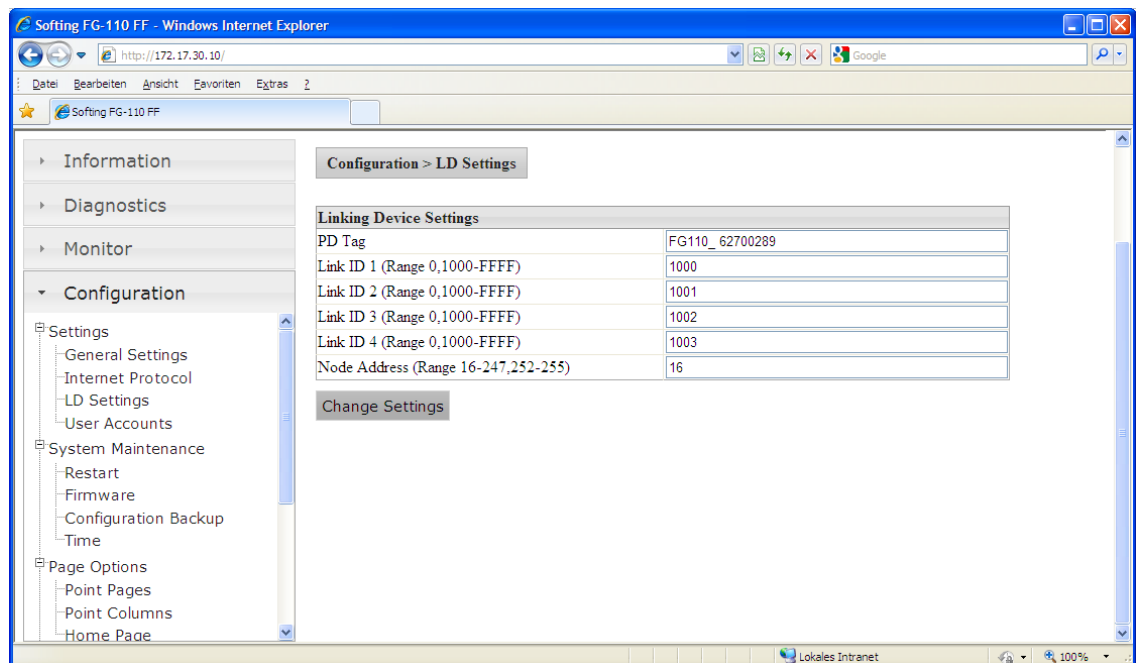 Softing FG-110 FF - Windows Internet Explorer
http://172.17.30.10/
Google
Datei Bearbeiten Ansicht Favoriten Extras ?
Softing FG-110 FF
Information
Diagnostics
Monitor
Configuration
Settings
General Settings
Internet Protocol
LD Settings
User Accounts
System Maintenance
Restart
Firmware
Configuration Backup
Time
Page Options
Point Pages
Point Columns
Home Page
Configuration > LD Settings
Linking Device Settings
PD Tag FG110_ 62700289
Link ID 1 (Range 0,1000-FFFF) 1000
Link ID 2 (Range 0,1000-FFFF) 1001
Link ID 3 (Range 0,1000-FFFF) 1002
Link ID 4 (Range 0,1000-FFFF) 1003
Node Address (Range 16-247,252-255) 16
Change Settings
Lokales Intranet 100%